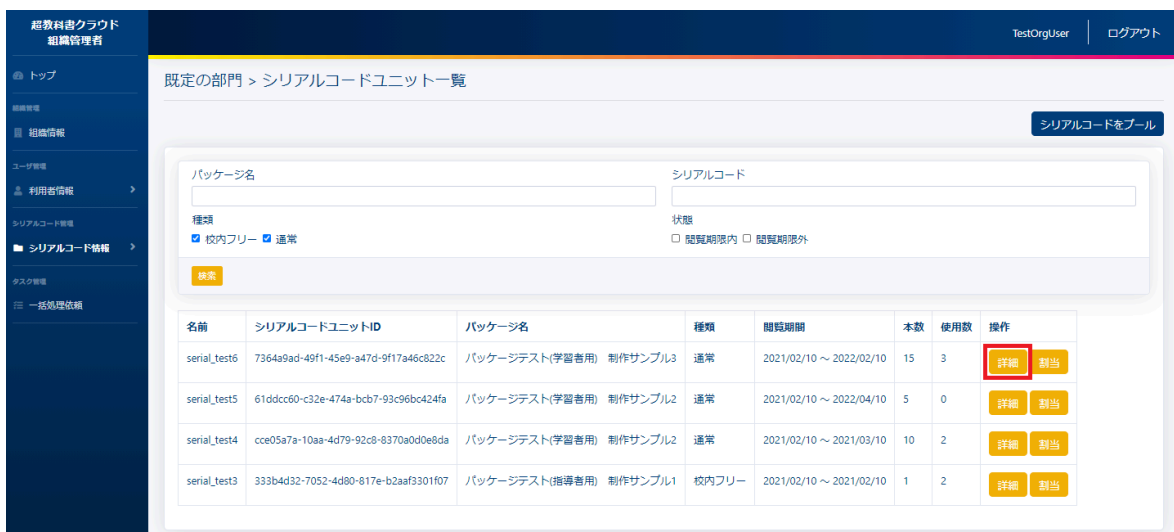 超教科書クラウド
組織管理者
TestOrgUser
ログアウト
トップ
組織管理
組織情報
ユーザ管理
利用者情報
シリアルコード管理
シリアルコード情報
タスク管理
一括処理依頼
既定の部門 > シリアルコードユニット一覧
シリアルコードをプール
パッケージ名 シリアルコード
種類 状態
校内フリー 通常 閲覧期限内 閲覧期限外
検索
名前 シリアルコードユニットID パッケージ名 種類 閲覧期間 本数 使用数 操作
serial_test6 7364a9ad-49f1-45e9-a47d-9f17a46c822c パッケージテスト(学習者用) 制作サンプル3 通常 2021/02/10 ～ 2022/02/10 15 3 詳細 割当
serial_test5 61ddcc60-c32e-474a-bcb7-93c96bc424fa パッケージテスト(学習者用) 制作サンプル2 通常 2021/02/10 ～ 2022/04/10 5 0 詳細 割当
serial_test4 cce05a7a-10aa-4d79-92c8-8370a0d0e8da パッケージテスト(学習者用) 制作サンプル2 通常 2021/02/10 ～ 2021/03/10 10 2 詳細 割当
serial_test3 333b4d32-7052-4d80-817e-b2aaf3301f07 パッケージテスト(指導者用) 制作サンプル1 校内フリー 2021/02/10 ～ 2021/02/10 1 2 詳細 割当